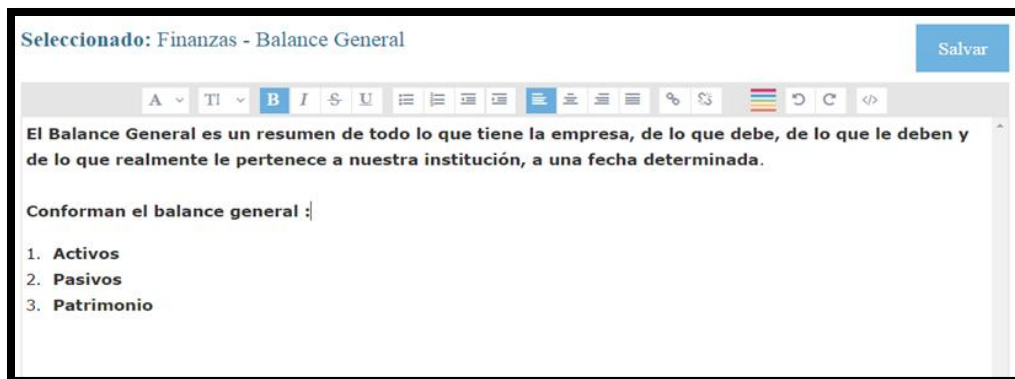 Seleccionado: Finanzas - Balance General
Salvar
A TI B I S U </>
El Balance General es un resumen de todo lo que tiene la empresa, de lo que debe, de lo que le deben y
de lo que realmente le pertenece a nuestra institución, a una fecha determinada.
Conforman el balance general :
1. Activos
2. Pasivos
3. Patrimonio